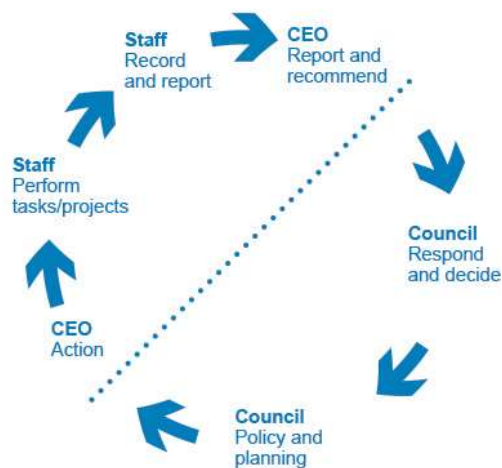 Staff
Record
and report
CEO
Report and
recommend
Staff
Perform
tasks/projects
Council
Respond
and decide
CEO
Action
Council
Policy and
planning